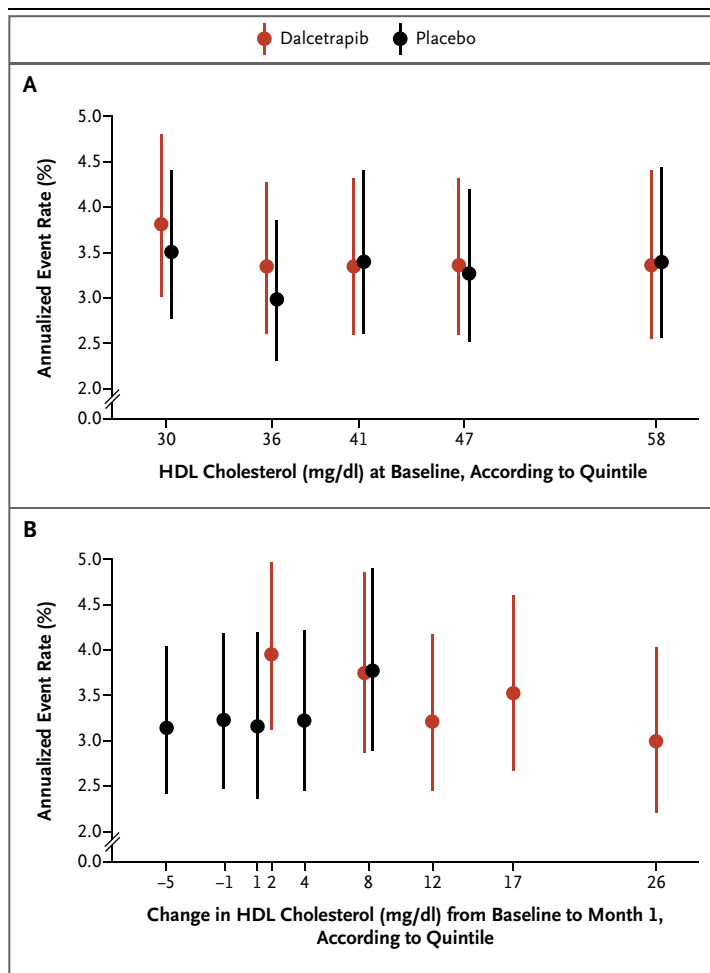 Dalcetrapib Placebo
A
5.0
4.5
4.0
3.5
3.0
2.5
2.0
0.0
Annualized Event Rate (%)
30 36 41 47 58
HDL Cholesterol (mg/dl) at Baseline, According to Quintile
B
5.0
4.5
4.0
3.5
3.0
2.5
2.0
0.0
Annualized Event Rate (%)
−5 −1 1 2 4 8 12 17 26
Change in HDL Cholesterol (mg/dl) from Baseline to Month 1,
According to Quintile